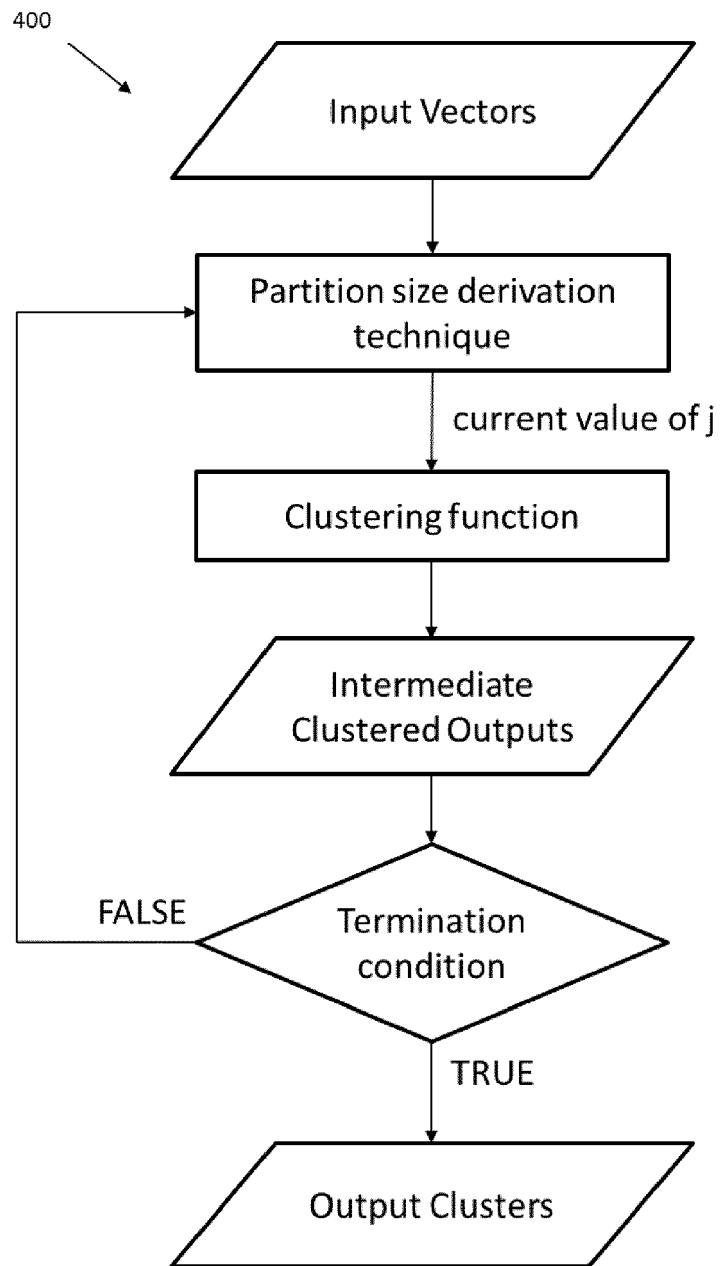 400
Input Vectors
Partition size derivation
technique
current value of j
Clustering function
Intermediate
Clustered Outputs
FALSE
Termination
condition
TRUE
Output Clusters